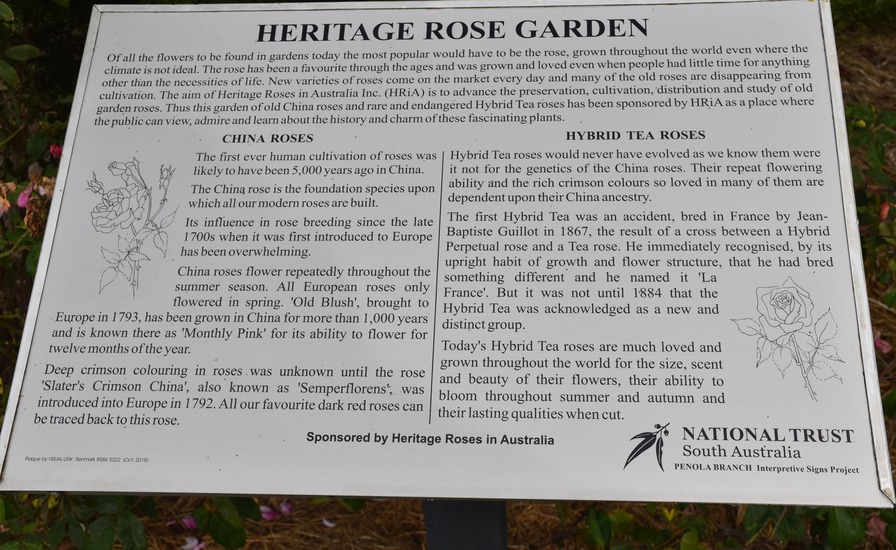 HERITAGE ROSE GARDEN
Of all the flowers to be found in gardens today the most popular would have to be the rose, grown throughout the world even where the
climate is not ideal. The rose has been a favourite through the ages and was grown and loved even when people had little time for anything
other than the necessities of life. New varieties of roses come on the market every day and many of the old roses are disappearing from
cultivation. The aim of Heritage Roses in Australia Inc. (HRiA) is to advance the preservation, cultivation, distribution and study of old
garden roses. Thus this garden of old China roses and rare and endangered Hybrid Tea roses has been sponsored by HRiA as a place where
the public can view, admire and learn about the history and charm of these fascinating plants.
CHINA ROSES
The first ever human cultivation of roses was
likely to have been 5,000 years ago in China.
The China rose is the foundation species upon
which all our modern roses are built.
Its influence in rose breeding since the late
1700s when it was first introduced to Europe
has been overwhelming.
China roses flower repeatedly throughout the
summer season. All European roses only
flowered in spring. 'Old Blush', brought to
Europe in 1793, has been grown in China for more than 1,000 years
and is known there as 'Monthly Pink' for its ability to flower for
twelve months of the year.
Deep crimson colouring in roses was unknown until the rose
'Slater's Crimson China', also known as 'Semperflorens', was
introduced into Europe in 1792. All our favourite dark red roses can
be traced back to this rose.
HYBRID TEA ROSES
Hybrid Tea roses would never have evolved as we know them were
it not for the genetics of the China roses. Their repeat flowering
ability and the rich crimson colours so loved in many of them are
dependent upon their China ancestry.
The first Hybrid Tea was an accident, bred in France by Jean-
Baptiste Guillot in 1867, the result of a cross between a Hybrid
Perpetual rose and a Tea rose. He immediately recognised, by its
upright habit of growth and flower structure, that he had bred
something different and he named it 'La
France'. But it was not until 1884 that the
Hybrid Tea was acknowledged as a new and
distinct group.
Today's Hybrid Tea roses are much loved and
grown throughout the world for the size, scent
and beauty of their flowers, their ability to
bloom throughout summer and autumn and
their lasting qualities when cut.
Sponsored by Heritage Roses in Australia
NATIONAL TRUST
South Australia
PENOLA BRANCH Interpretive Signs Project
Plaque by VISUAL-LINK Renmark 8586 5222 (Oct. 2018)